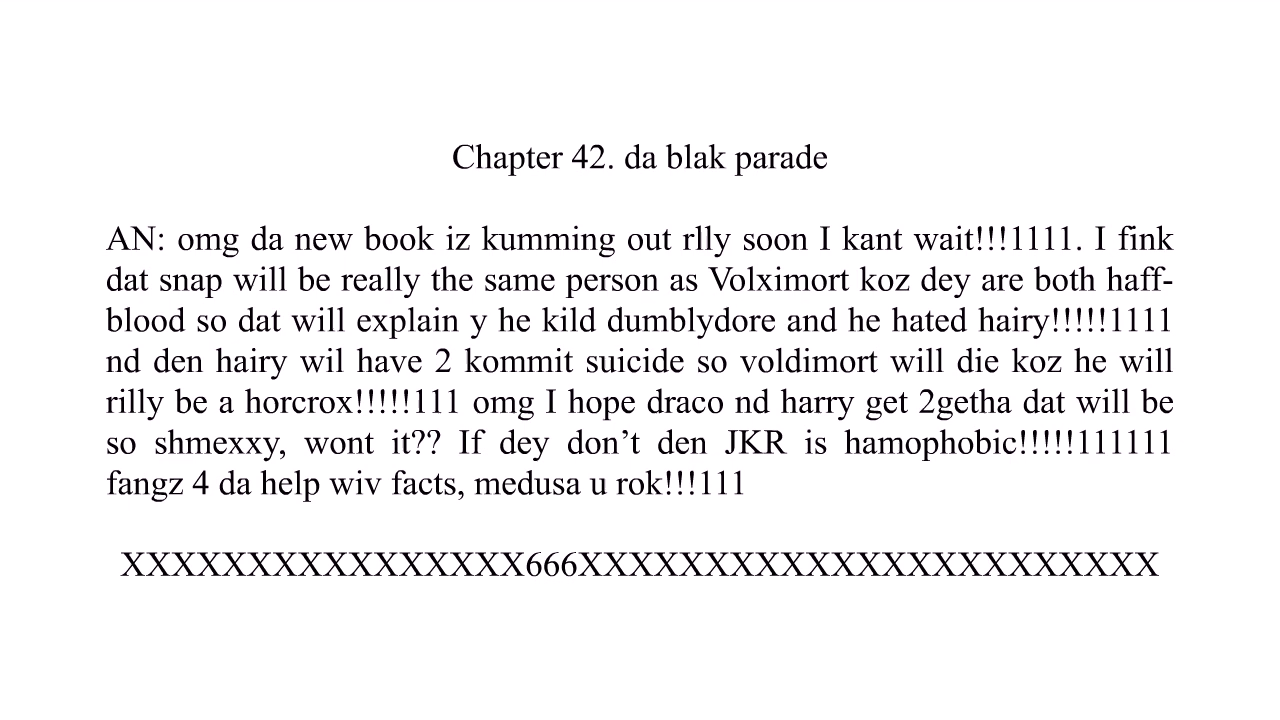 Chapter 42. da blak parade
AN: omg da new book iz kumming out rlly soon I kant wait!!!1111. I fink
dat snap will be really the same person as Volximort koz dey are both haff-
blood so dat will explain y he kild dumblydore and he hated hairy!!!!!1111
nd den hairy wil have 2 kommit suicide so voldimort will die koz he will
rilly be a horcrox!!!!!111 omg I hope draco nd harry get 2getha dat will be
so shmexxy, wont it?? If dey don’t den JKR is hamophobic!!!!!111111
fangz 4 da help wiv facts, medusa u rok!!!111
XXXXXXXXXXXXXXXX666XXXXXXXXXXXXXXXXXXXXXXX